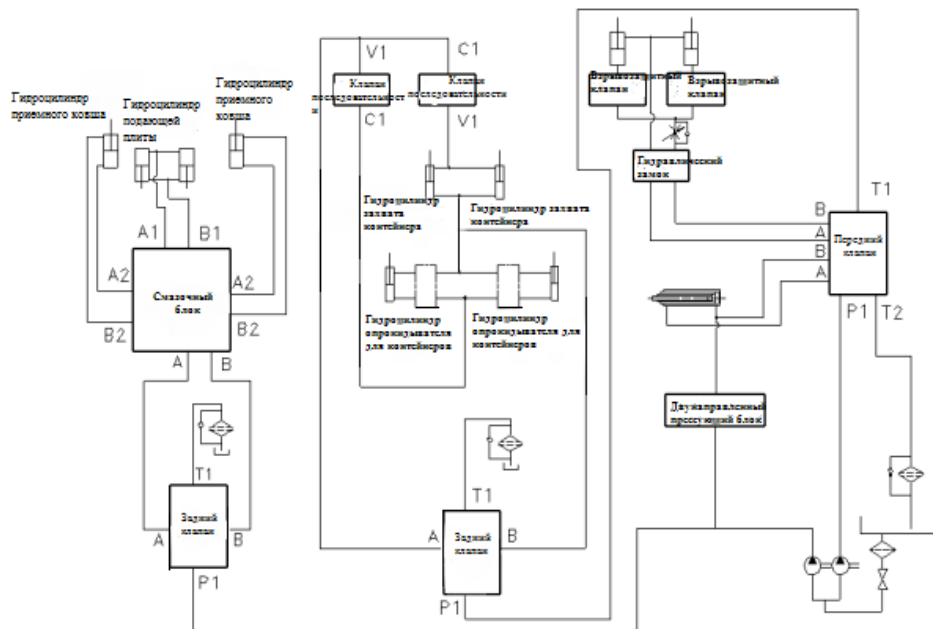 Гидроцилиндр
приемного ковша
Гидроцилиндр
подающей
плиты
Гидроцилиндр
приемного
ковша
A1
B1
A2
A2
Смазочный
блок
B2
B2
A
B
T1
Задний
клапан
A
B
P1
V1
C1
Клапан
последовательност
и
Клапан
последовательности
C1
V1
Гидроцилиндр
захвата
контейнера
Гидроцилиндр захвата
контейнера
Гидроцилиндр
опрокидывателя
для контейнеров
Гидроцилиндр
опрокидывателя для
контейнеров
T1
A
Задний
клапан
B
P1
Взрывозащитный
клапан
Взрывозащитный
клапан
Гидравлический
замок
T1
B
A
B
A
Передний
клапан
P1
T2
Двунаправленный
прессующий блок